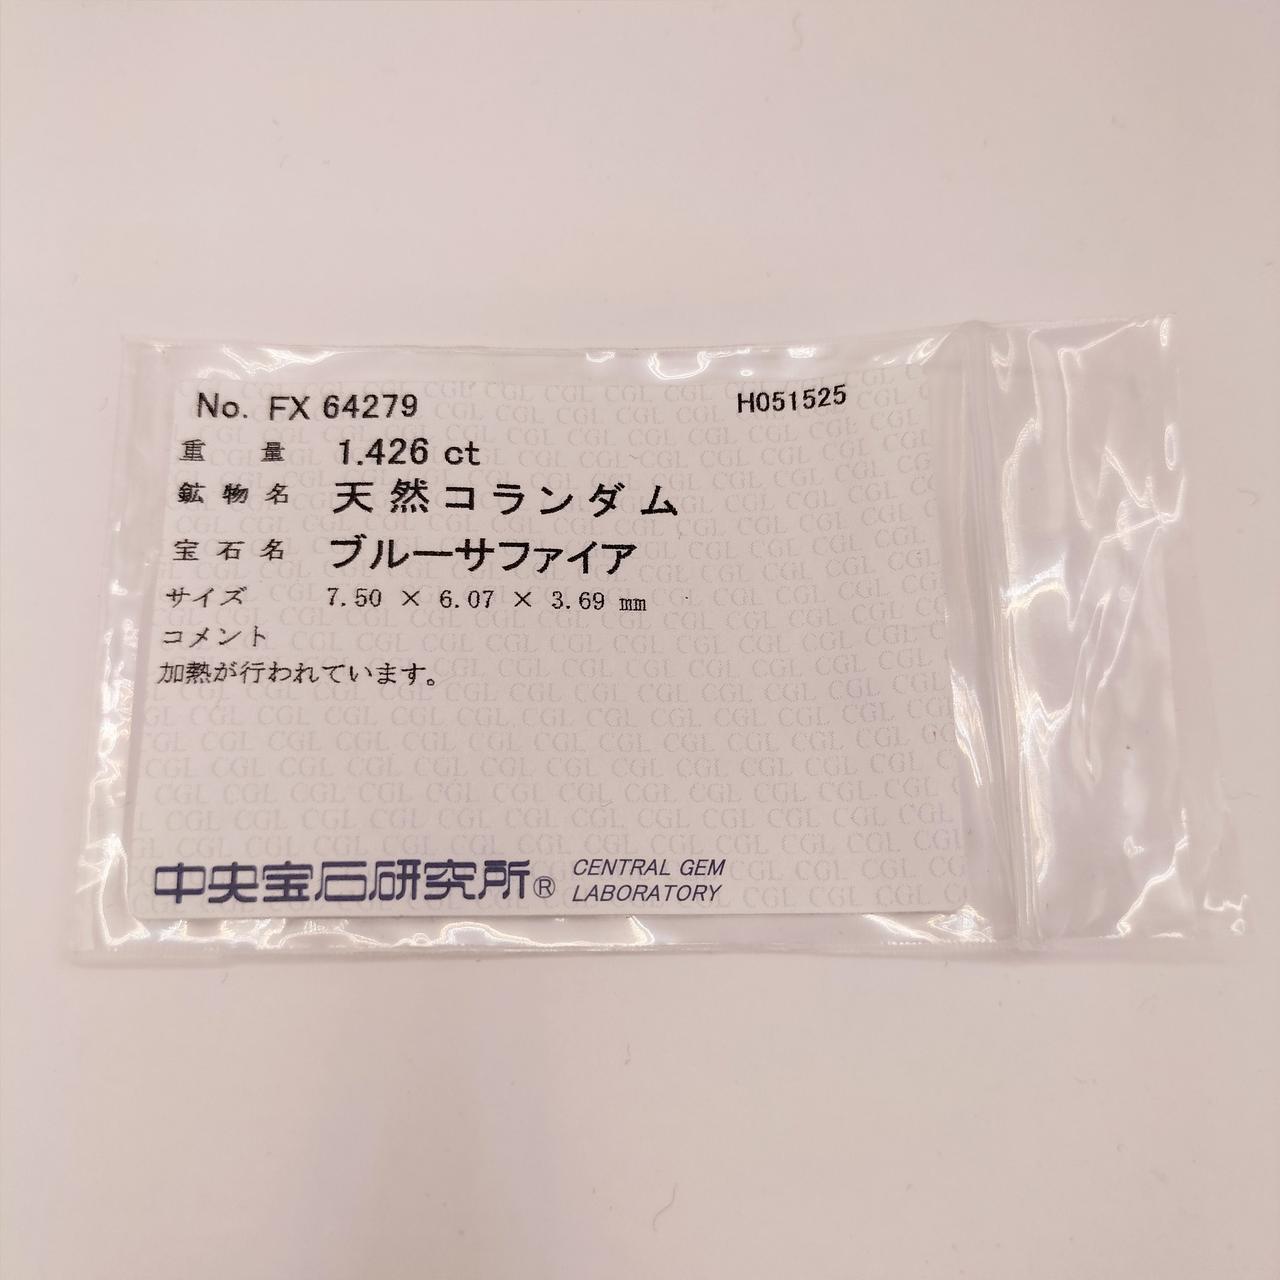 No. FX 64279 H051525
重量 1.426 ct
鉱物名 天然コランダム
宝石名 ブルーサファイア
サイズ 7.50 × 6.07 × 3.69 mm
コメント
加熱が行われています。
中央宝石研究所® CENTRAL GEM LABORATORY